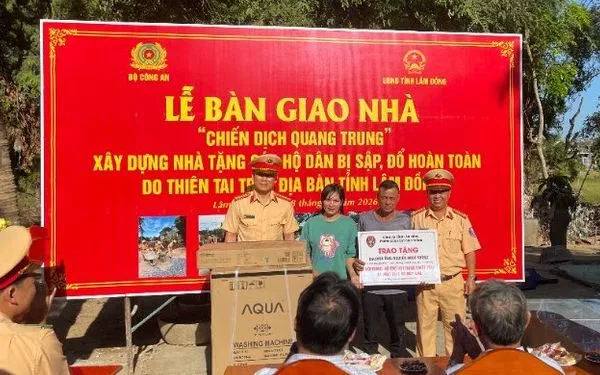 BỘ CÔNG AN
UBND TỈNH LÂM ĐỒNG
LỄ BÀN GIAO NHÀ
"CHIẾN DỊCH QUANG TRUNG"
XÂY DỰNG NHÀ TẶNG HỘ DÂN BỊ SẬP, ĐỔ HOÀN TOÀN
DO THIÊN TAI ĐỊA BÀN TỈNH LÂM
2026
TRAO TẶNG
AQUA
WASHING MACHINE